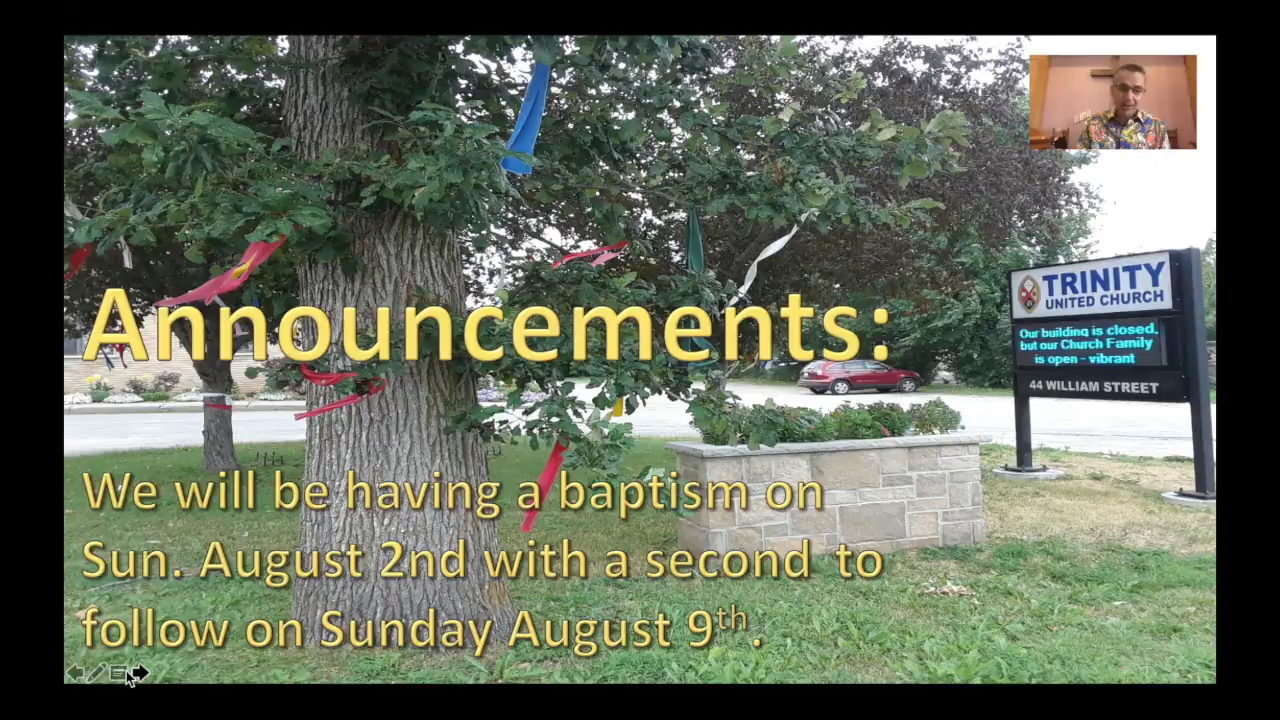 Announcements:
TRINITY
UNITED CHURCH
Our building is closed,
but our Church Family
is open - vibrant
44 WILLIAM STREET
We will be having a baptism on
Sun. August 2nd with a second to
follow on Sunday August 9th.